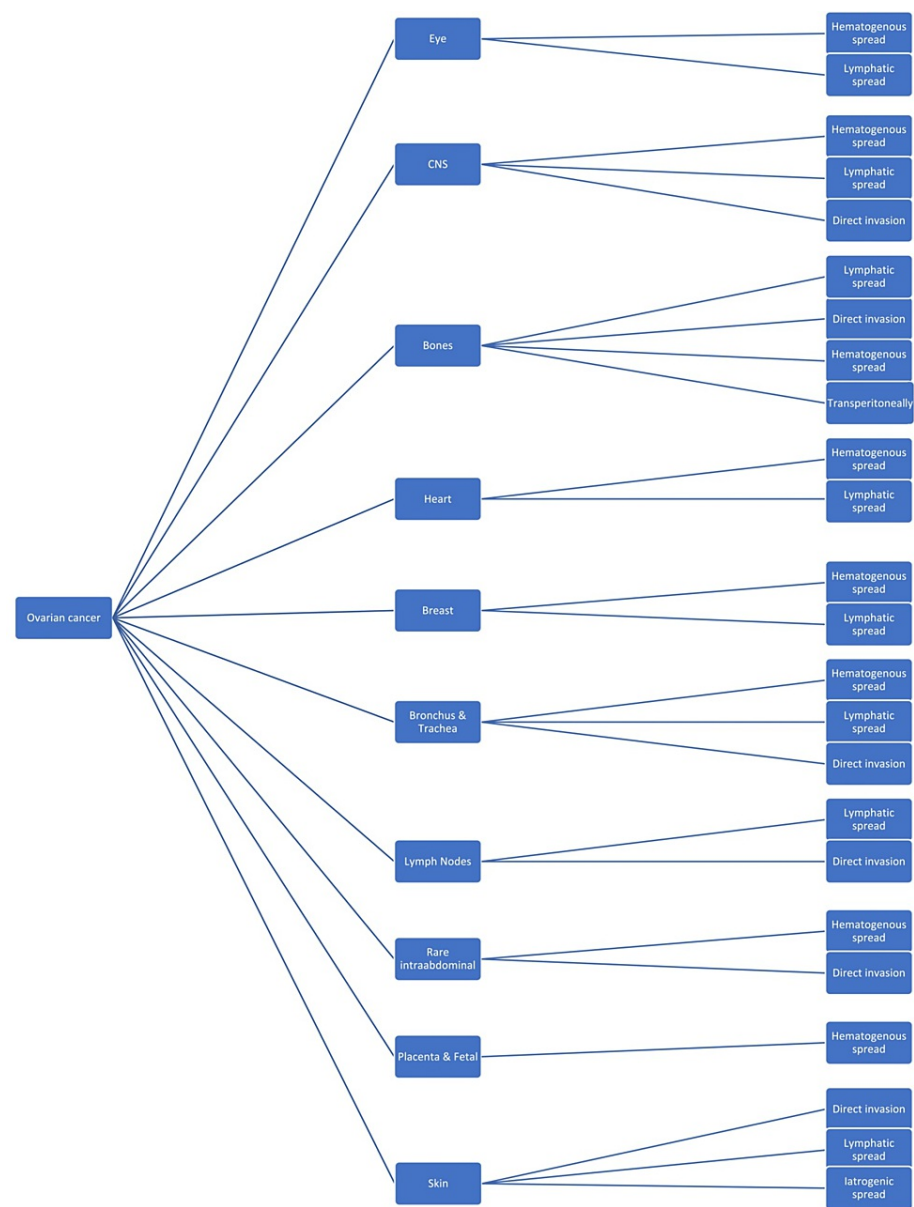 Eye
Hematogenous
spread
Lymphatic
spread
CNS
Hematogenous
spread
Lymphatic
spread
Direct invasion
Bones
Lymphatic
spread
Direct invasion
Hematogenous
spread
Transperitoneally
Heart
Hematogenous
spread
Lymphatic
spread
Ovarian cancer
Breast
Hematogenous
spread
Lymphatic
spread
Bronchus &
Trachea
Hematogenous
spread
Lymphatic
spread
Direct invasion
Lymph Nodes
Lymphatic
spread
Direct invasion
Rare
intraabdominal
Hematogenous
spread
Direct invasion
Placenta & Fetal
Hematogenous
spread
Skin
Direct invasion
Lymphatic
spread
Iatrogenic
spread